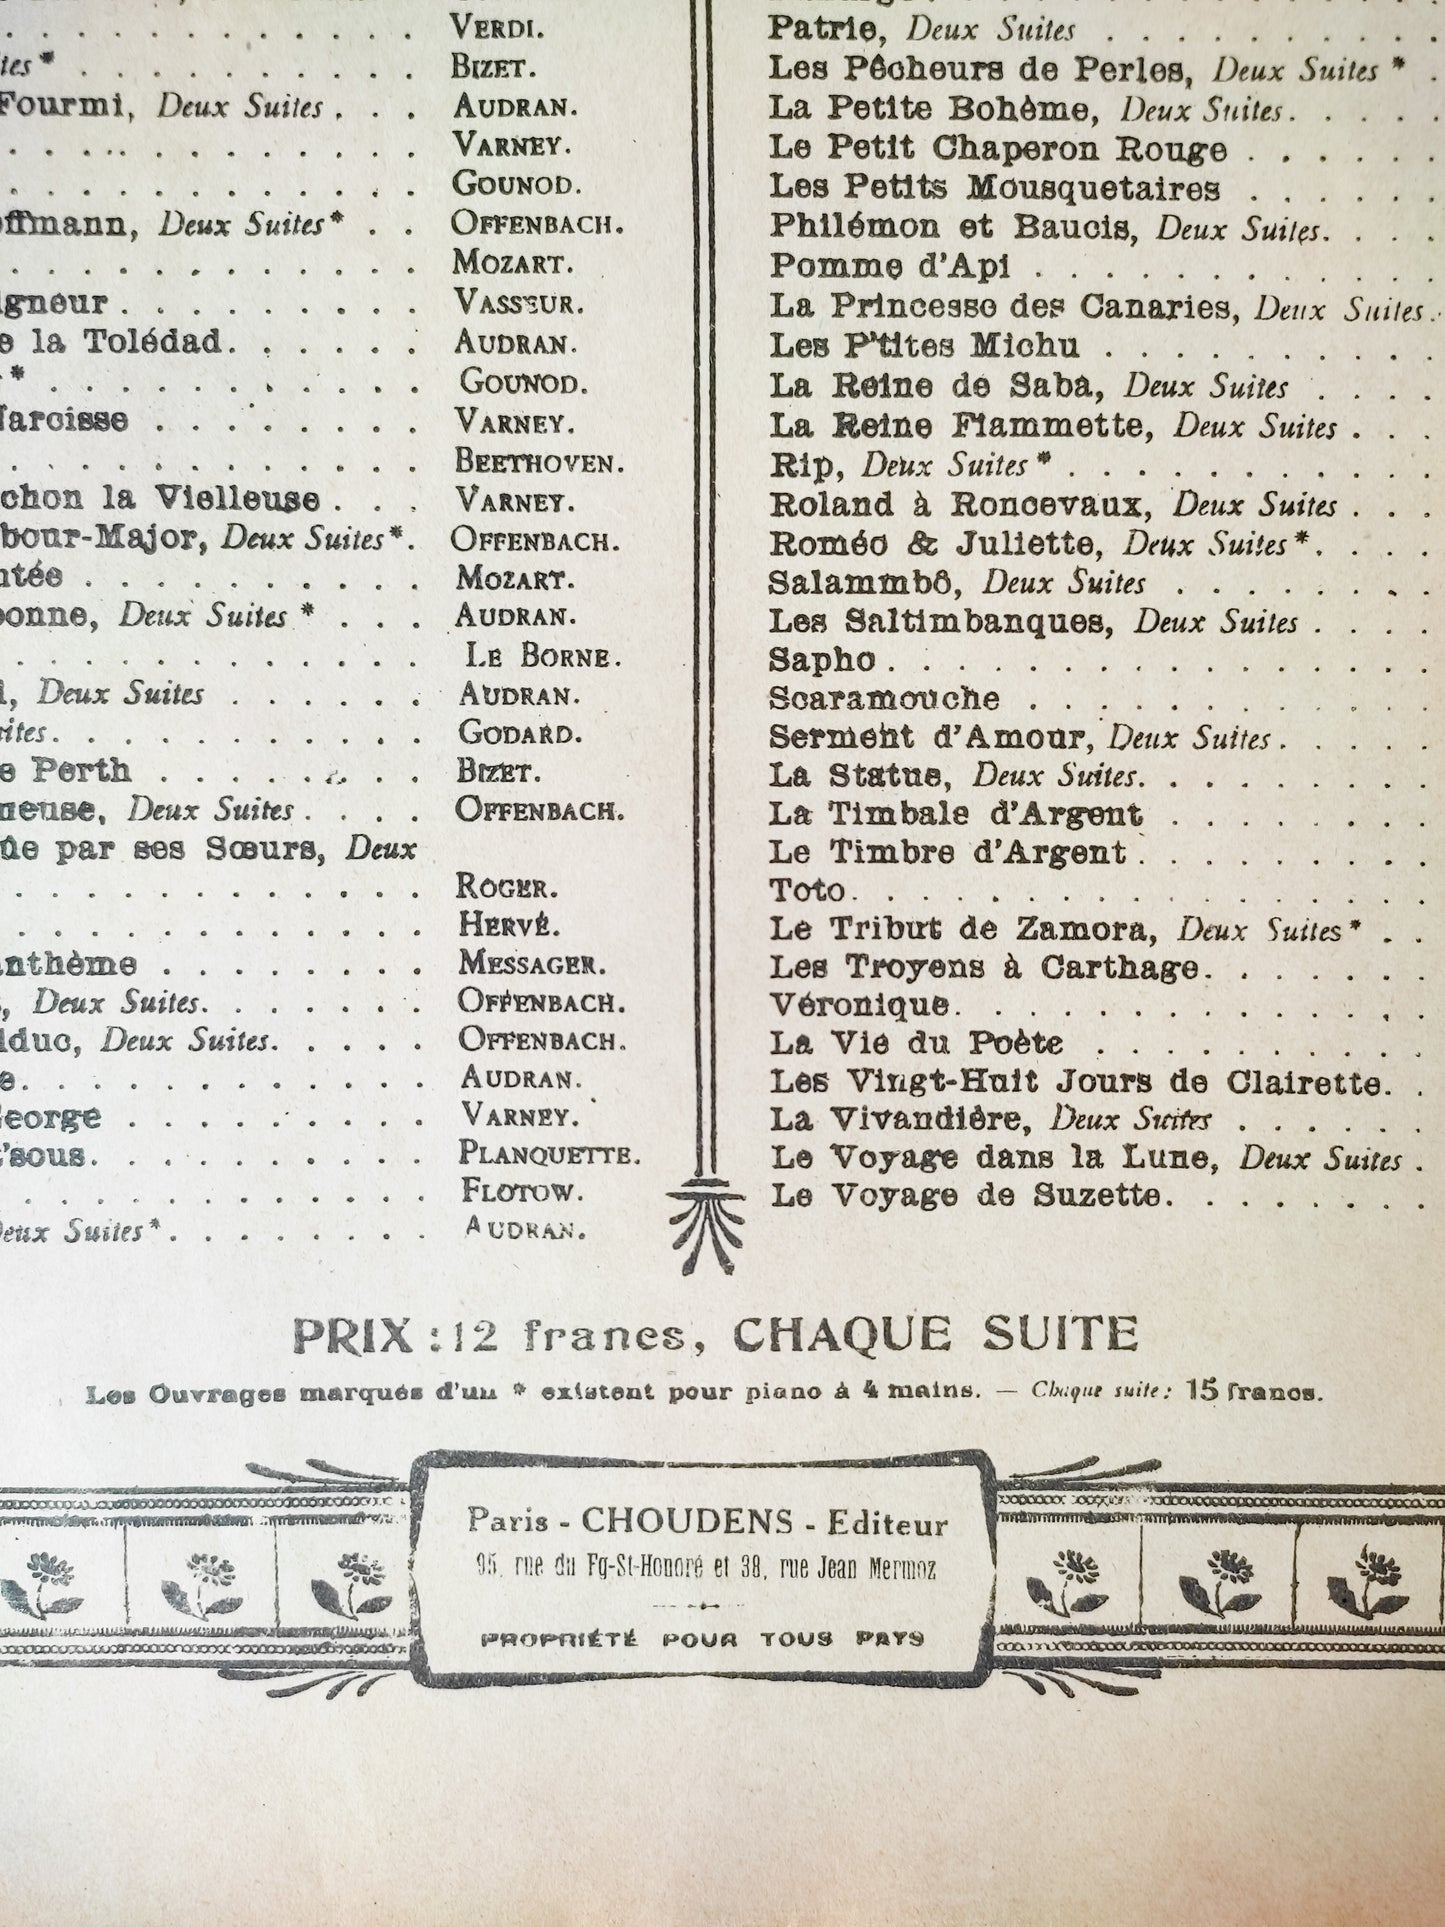 VERDI.
BIZET.
Fourmi, Deux Suites . . . AUDRAN.
VARNEY.
GOUNOD.
offmann, Deux Suites* . . OFFENBACH.
MOZART.
igneur . . . . . . . . . VASSEUR.
e la Tolédad. . . . . . AUDRAN.
* . . . . . . . . . . . GOUNOD.
Narcisse . . . . . . . . VARNEY.
BEETHOVEN.
chon la Vielleuse . . . VARNEY.
bour-Major, Deux Suites*. OFFENBACH.
ntée . . . . . . . . . . MOZART.
bonne, Deux Suites * . . . AUDRAN.
LE BORNE.
l, Deux Suites . . . . . . AUDRAN.
GODARD.
e Perth . . . . . . . . BIZET.
neuse, Deux Suites . . . . OFFENBACH.
ûe par ses Sœurs, Deux
ROGER.
HERVÉ.
anthème . . . . . . . . MESSAGER.
s, Deux Suites. . . . . . . OFFENBACH.
lduc, Deux Suites. . . . . OFFENBACH.
e. . . . . . . . . . . . AUDRAN.
George . . . . . . . . . VARNEY.
t'sous. . . . . . . . . . PLANQUETTE.
FLOTOW.
Deux Suites*. . . . . . . . AUDRAN.
Patrie, Deux Suites . . . . . . . . . .
Les Pêcheurs de Perles, Deux Suites * .
La Petite Bohème, Deux Suites. . . . .
Le Petit Chaperon Rouge . . . . . .
Les Petits Mousquetaires . . . . . .
Philémon et Baucis, Deux Suites. . . .
Pomme d'Api . . . . . . . . . . . .
La Princesse des Canaries, Deux Suites.
Les P'tites Michu . . . . . . . . .
La Reine de Saba, Deux Suites . . . .
La Reine Fiammette, Deux Suites . . .
Rip, Deux Suites * . . . . . . . . . .
Roland à Roncevaux, Deux Suites . . .
Roméo & Juliette, Deux Suites*. . . .
Salammbô, Deux Suites . . . . . . . .
Les Saltimbanques, Deux Suites . . . .
Sapho . . . . . . . . . . . . . . . .
Scaramouche . . . . . . . . . . . .
Serment d'Amour, Deux Suites. . . . .
La Statue, Deux Suites. . . . . . . . .
La Timbale d'Argent . . . . . . . .
Le Timbre d'Argent . . . . . . . . .
Toto. . . . . . . . . . . . . . . . .
Le Tribut de Zamora, Deux Suites* . .
Les Troyens à Carthage. . . . . . .
Véronique. . . . . . . . . . . . . .
La Vie du Poète . . . . . . . . . .
Les Vingt-Huit Jours de Clairette. .
La Vivandière, Deux Suites . . . . . .
Le Voyage dans la Lune, Deux Suites .
Le Voyage de Suzette. . . . . . . .
PRIX : 12 francs, CHAQUE SUITE
Les Ouvrages marqués d'un * existent pour piano à 4 mains. — Chaque suite : 15 francs.
Paris - CHOUDENS - Editeur
95, rue du Fg-St-Honoré et 38, rue Jean Mermoz
PROPRIÉTÉ POUR TOUS PAYS